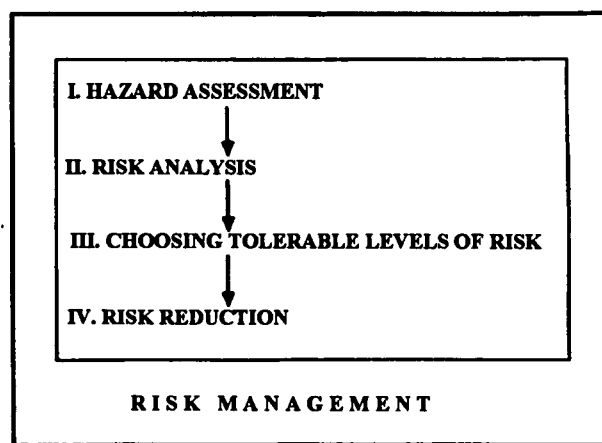 I. HAZARD ASSESSMENT
II. RISK ANALYSIS
III. CHOOSING TOLERABLE LEVELS OF RISK
IV. RISK REDUCTION
RISK MANAGEMENT